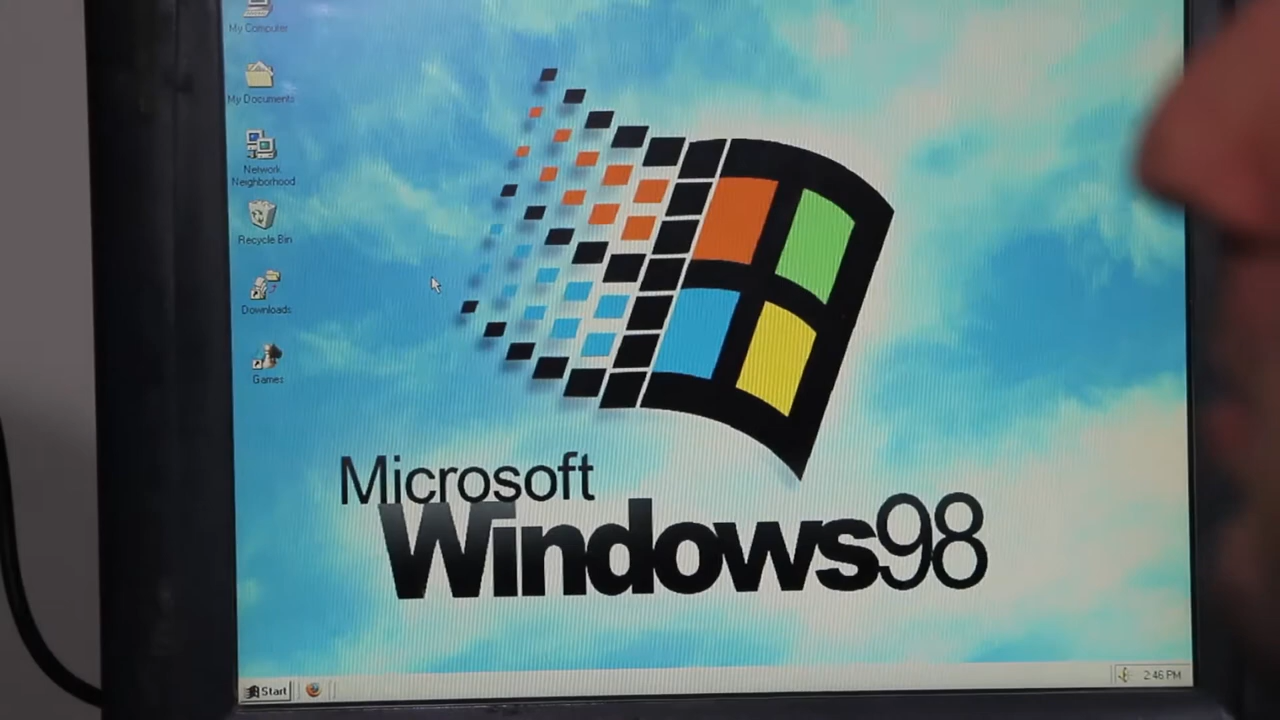 My Computer
My Documents
Network
Neighborhood
Recycle Bin
Downloads
Games
Microsoft
Windows98
Start
2:46 PM